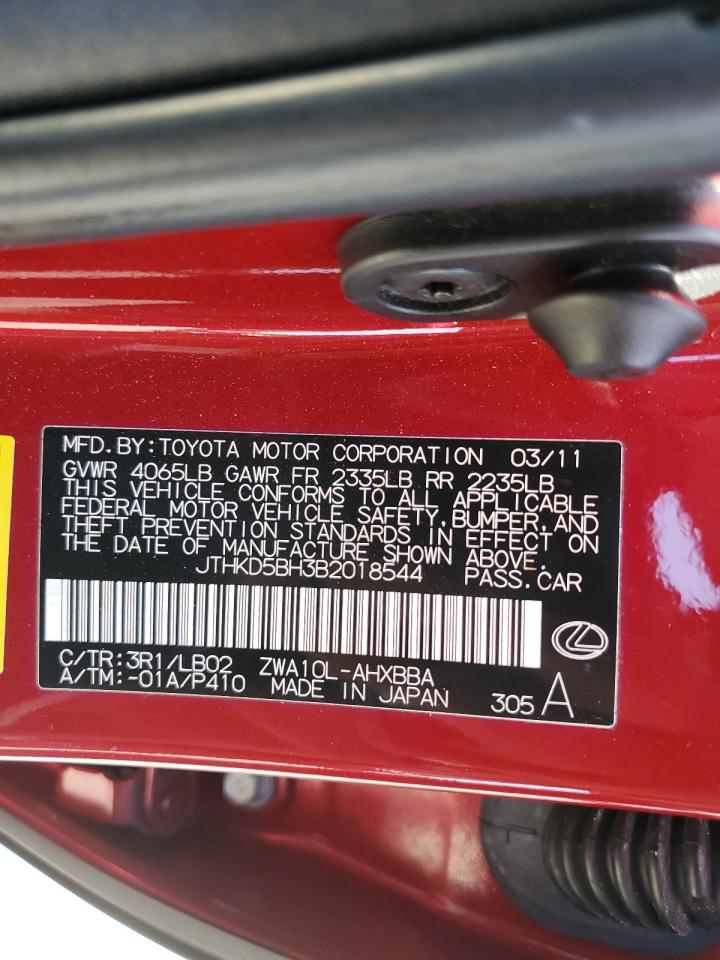 MFD.BY:TOYOTA MOTOR CORPORATION 03/11
GVWR 4065LB GAWR FR 2335LB RR 2235LB
THIS VEHICLE CONFORMS TO ALL APPLICABLE
FEDERAL MOTOR VEHICLE SAFETY,BUMPER,AND
THEFT PREVENTION STANDARDS IN EFFECT ON
THE DATE OF MANUFACTURE SHOWN ABOVE.
JTHKD5BH3B2018544 PASS.CAR
C/TR:3R1/LB02 ZWA10L-AHXBBA
A/TM:-01A/P410 MADE IN JAPAN 305 A